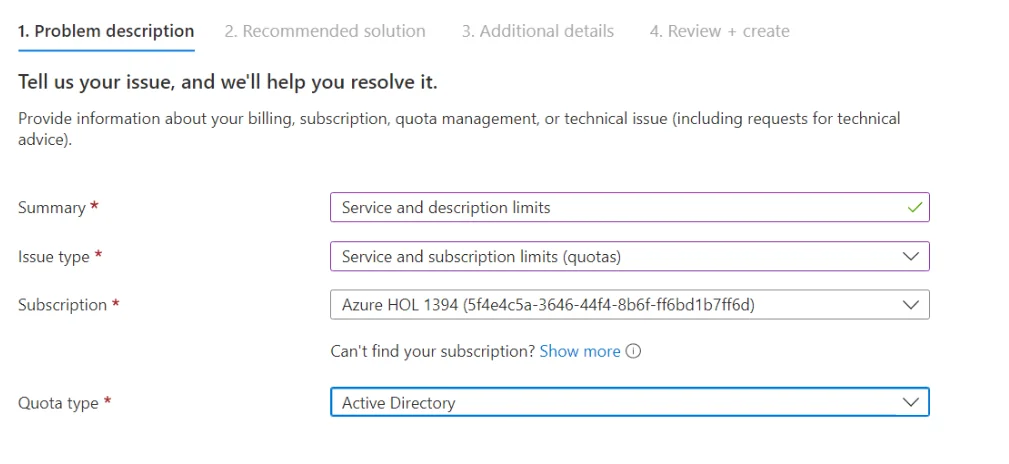 1. Problem description 2. Recommended solution 3. Additional details 4. Review + create
Tell us your issue, and we'll help you resolve it.
Provide information about your billing, subscription, quota management, or technical issue (including requests for technical
advice).
Summary * Service and description limits
Issue type * Service and subscription limits (quotas)
Subscription * Azure HOL 1394 (5f4e4c5a-3646-44f4-8b6f-ff6bd1b7ff6d)
Can't find your subscription? Show more
Quota type * Active Directory